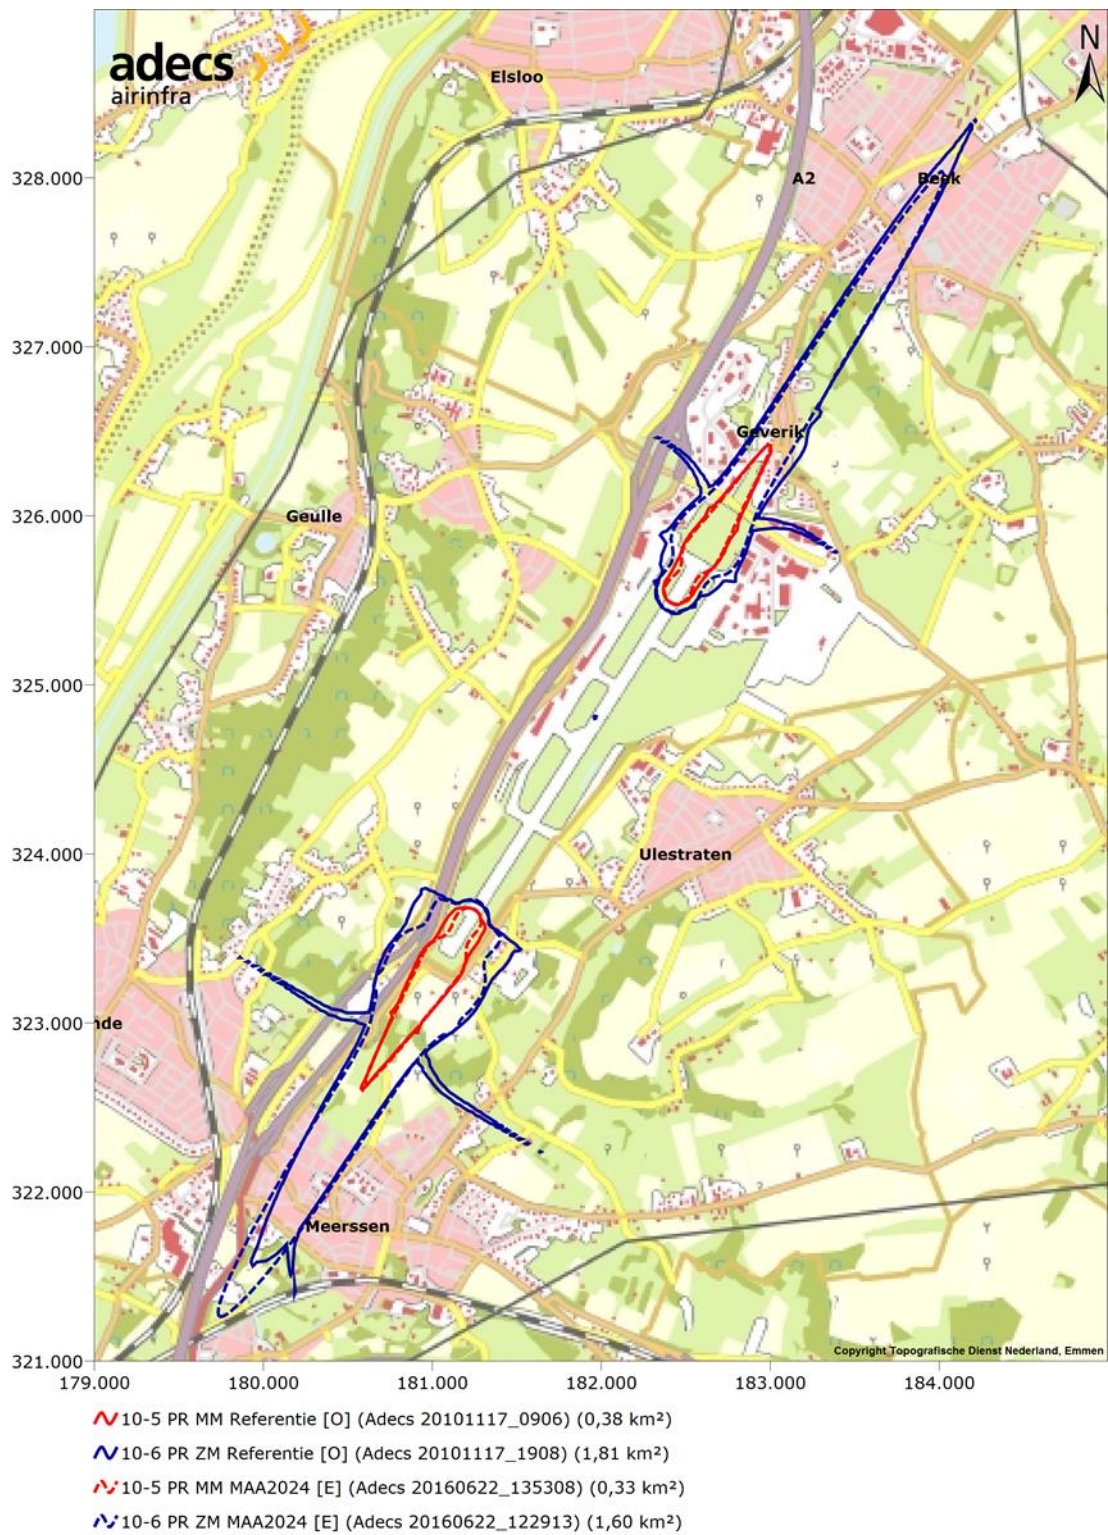 adecs
airinfra
N
Elsloo
A2
Beek
328.000
327.000
Geverik
Geulle
326.000
325.000
324.000
Ulestraten
323.000
nde
322.000
Meerssen
321.000
Copyright Topografische Dienst Nederland, Emmen
179.000 180.000 181.000 182.000 183.000 184.000
10-5 PR MM Referentie [O] (Adecs 20101117_0906) (0,38 km²)
10-6 PR ZM Referentie [O] (Adecs 20101117_1908) (1,81 km²)
10-5 PR MM MAA2024 [E] (Adecs 20160622_135308) (0,33 km²)
10-6 PR ZM MAA2024 [E] (Adecs 20160622_122913) (1,60 km²)